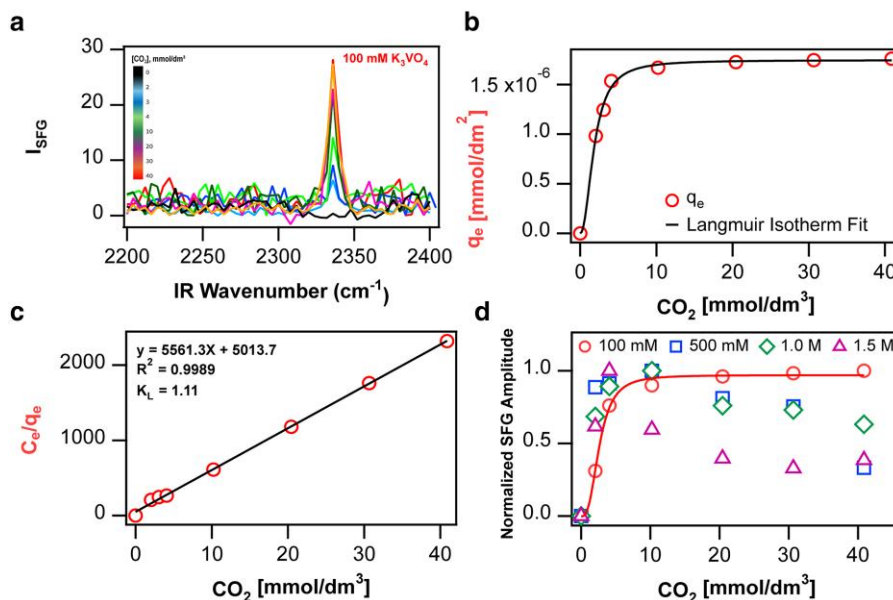 a
[CO₂], mmol/dm³
0
1
2
3
4
10
20
30
40
100 mM K₃VO₄
30
20
10
0
I_SFG
2200 2250 2300 2350 2400
IR Wavenumber (cm⁻¹)
b
1.5 x10⁻⁶
1.0
0.5
0.0
qₑ [mmol/dm²]
qₑ
Langmuir Isotherm Fit
0 10 20 30 40
CO₂ [mmol/dm³]
c
y = 5561.3X + 5013.7
R² = 0.9989
K_L = 1.11
2000
1000
0
Cₑ/qₑ
0 10 20 30 40
CO₂ [mmol/dm³]
d
100 mM 500 mM 1.0 M 1.5 M
1.0
0.5
0.0
Normalized SFG Amplitude
0 10 20 30 40
CO₂ [mmol/dm³]